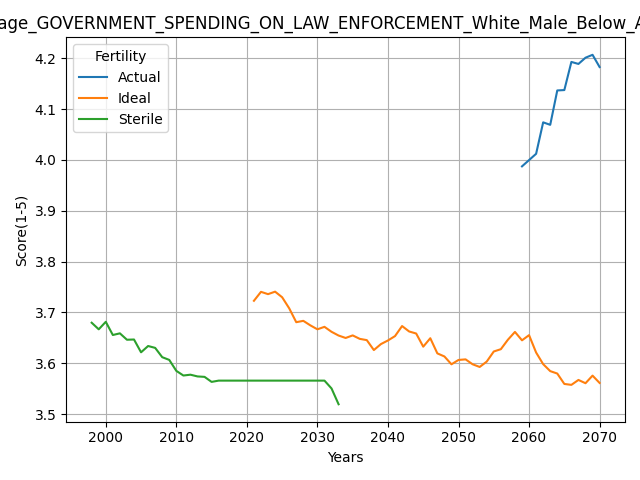 age_GOVERNMENT_SPENDING_ON_LAW_ENFORCEMENT_White_Male_Below_A
Fertility
Actual
Ideal
Sterile
Score(1-5)
4.2
4.1
4.0
3.9
3.8
3.7
3.6
3.5
2000 2010 2020 2030 2040 2050 2060 2070
Years